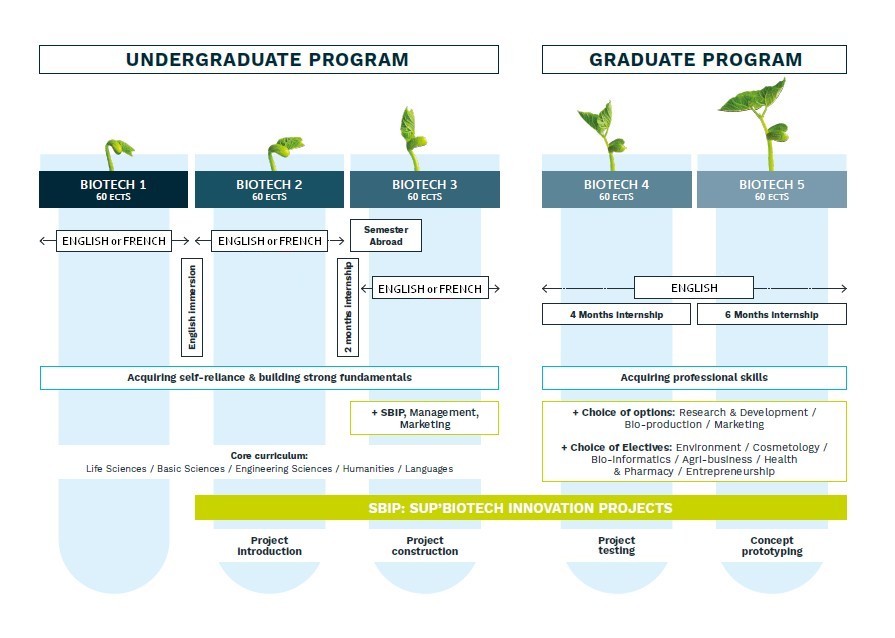 UNDERGRADUATE PROGRAM
GRADUATE PROGRAM
BIOTECH 1
60 ECTS
BIOTECH 2
60 ECTS
BIOTECH 3
60 ECTS
BIOTECH 4
60 ECTS
BIOTECH 5
60 ECTS
ENGLISH or FRENCH
ENGLISH or FRENCH
Semester
Abroad
English immersion
2 months internship
ENGLISH or FRENCH
ENGLISH
4 Months internship
6 Months internship
Acquiring self-reliance & building strong fundamentals
Acquiring professional skills
+ SBIP, Management,
Marketing
+ Choice of options: Research & Development /
Bio-production / Marketing
+ Choice of Electives: Environment / Cosmetology /
Bio-Informatics / Agri-business / Health
& Pharmacy / Entrepreneurship
Core curriculum:
Life Sciences / Basic Sciences / Engineering Sciences / Humanities / Languages
SBIP: SUP'BIOTECH INNOVATION PROJECTS
Project
introduction
Project
construction
Project
testing
Concept
prototyping